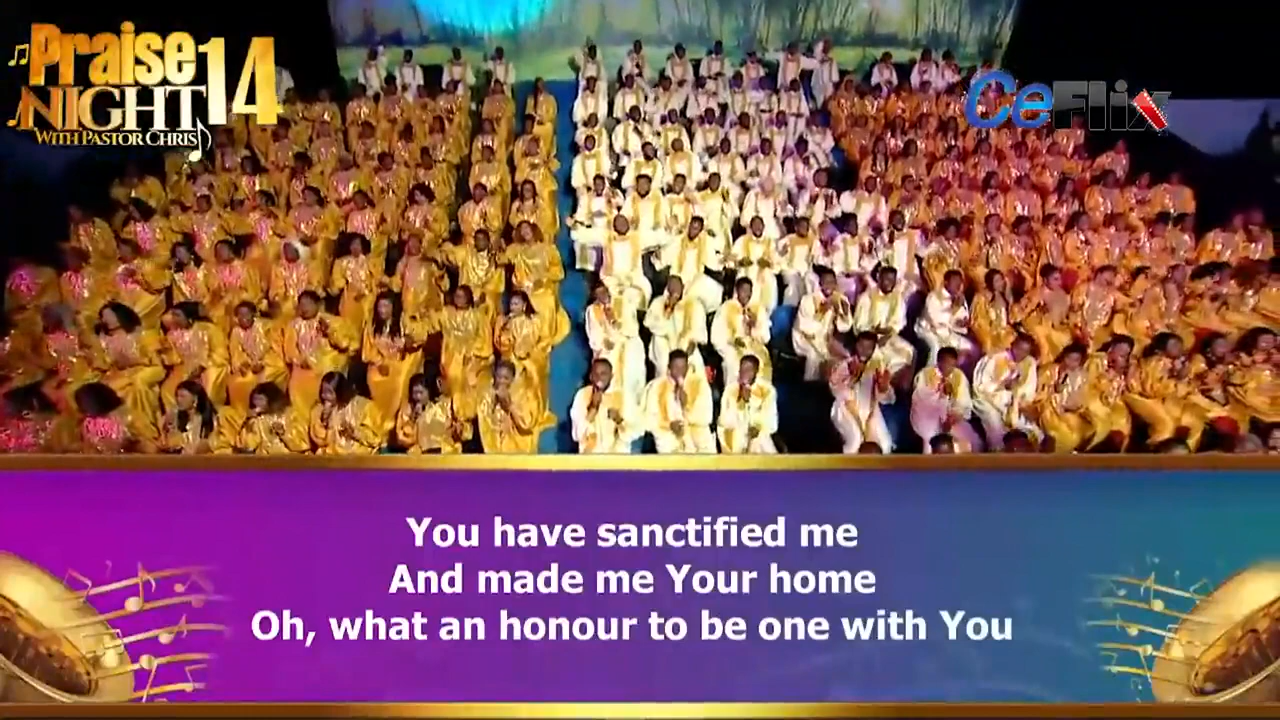 Praise 14
NIGHT
WITH PASTOR CHRIS
CeFlix
You have sanctified me
And made me Your home
Oh, what an honour to be one with You